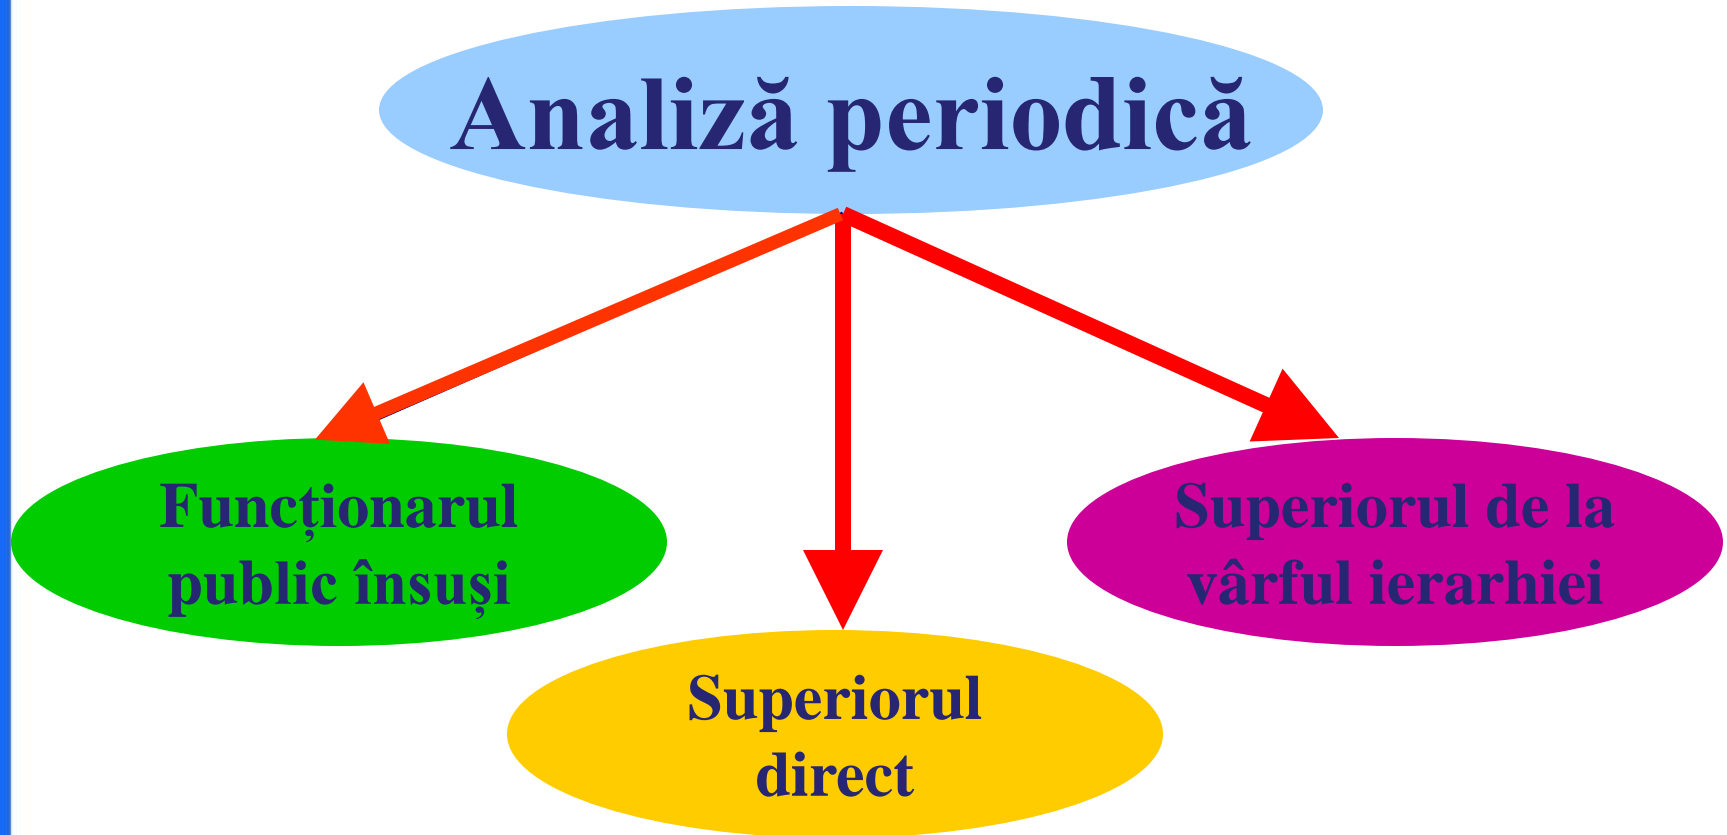 Analiză periodică
Funcționarul
public însuși
Superiorul de la
vârful ierarhiei
Superiorul
direct